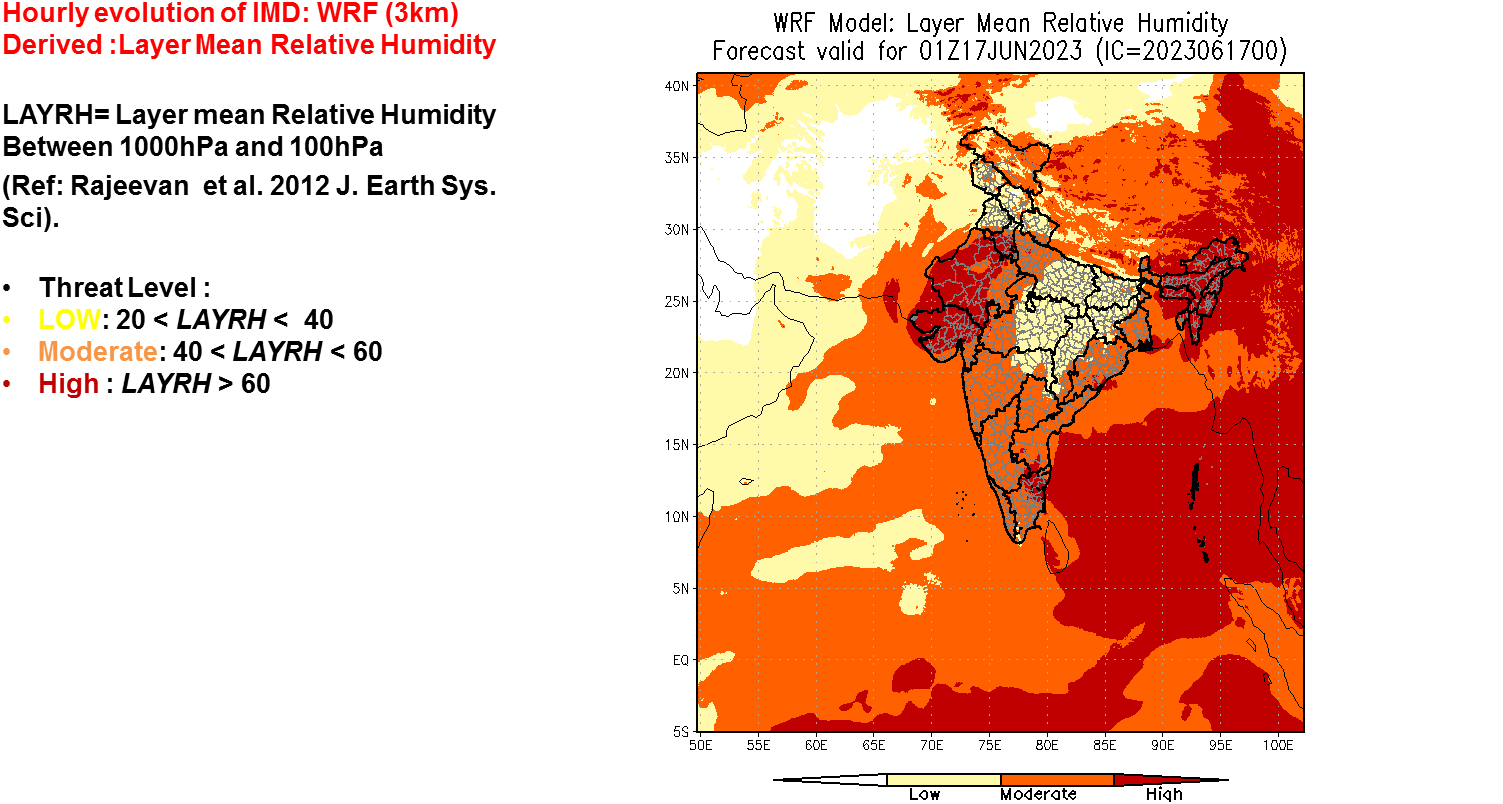 Hourly evolution of IMD: WRF (3km)
Derived :Layer Mean Relative Humidity
LAYRH= Layer mean Relative Humidity
Between 1000hPa and 100hPa
(Ref: Rajeevan et al. 2012 J. Earth Sys.
Sci).
• Threat Level :
• LOW: 20 < LAYRH < 40
• Moderate: 40 < LAYRH < 60
• High : LAYRH > 60
WRF Model: Layer Mean Relative Humidity
Forecast valid for 01Z17JUN2023 (IC=2023061700)
40N
35N
30N
25N
20N
15N
10N
5N
EQ
5S
50E 55E 60E 65E 70E 75E 80E 85E 90E 95E 100E
Low Moderate High